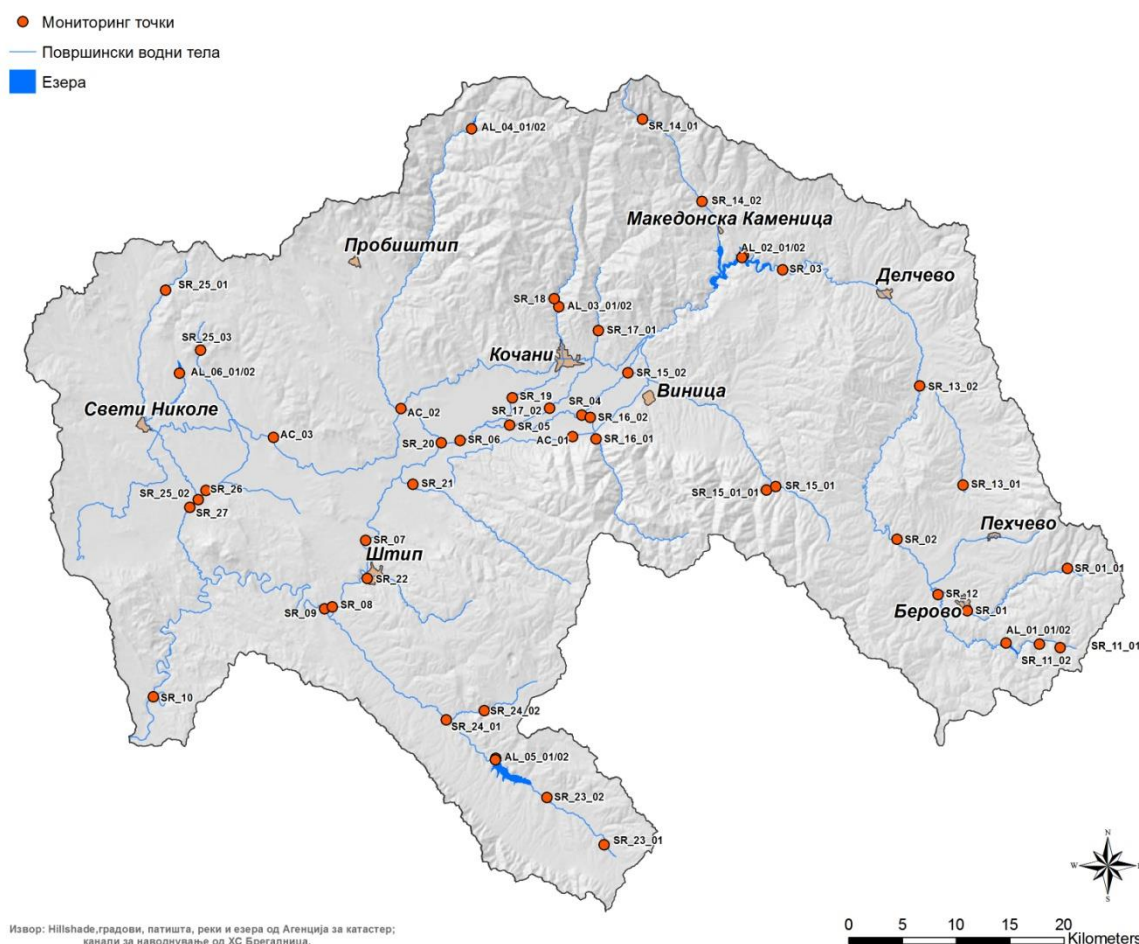 Мониторинг точки
Површински водни тела
Езера
AL_04_01/02
SR_14_01
SR_14_02
Македонска Каменица
Пробиштип
AL_02_01/02
SR_03
Делчево
SR_25_01
SR_18
AL_03_01/02
SR_17_01
SR_25_03
Кочани
AL_06_01/02
SR_15_02
SR_13_02
Виница
Свети Николе
AC_02
SR_19
SR_04
SR_17_02
SR_16_02
SR_05
AC_03
SR_20
SR_06
AC_01
SR_16_01
SR_21
SR_25_02
SR_26
SR_27
SR_15_01_01
SR_15_01
SR_13_01
SR_07
SR_02
Пехчево
Штип
SR_22
SR_01_01
SR_12
SR_09
SR_08
Берово
SR_01
AL_01_01/02
SR_11_01
SR_11_02
SR_10
SR_24_02
SR_24_01
AL_05_01/02
SR_23_02
SR_23_01
N
W
E
S
Извор: Hillshade,градови, патишта, реки и езера од Агенција за катастер;
канали за наводнување од ХС Брегалница.
0 5 10 15 20
Kilometers